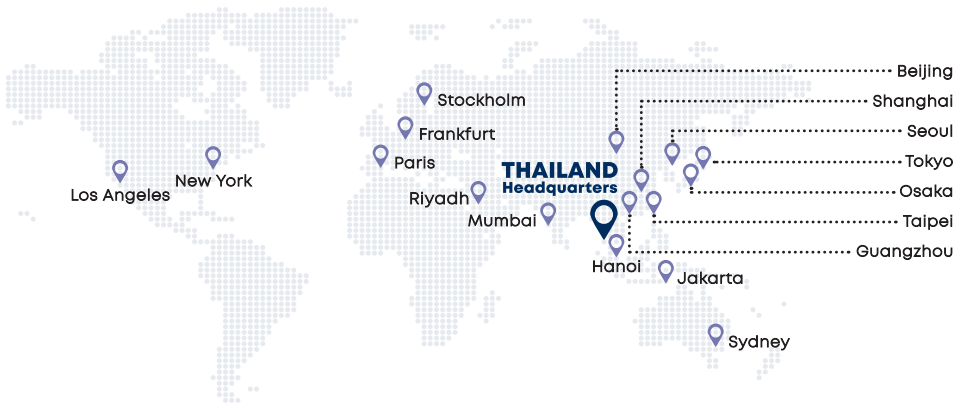 Beijing
Stockholm
Shanghai
Frankfurt
Seoul
Paris
Tokyo
THAILAND
Headquarters
New York
Los Angeles
Riyadh
Osaka
Mumbai
Taipei
Guangzhou
Hanoi
Jakarta
Sydney